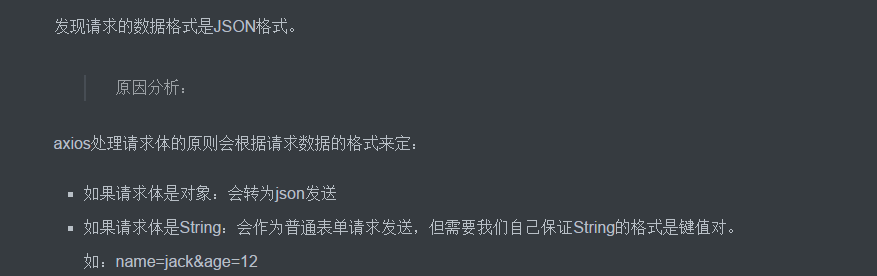 发现请求的数据格式是JSON格式。
原因分析：
axios处理请求体的原则会根据请求数据的格式来定：
如果请求体是对象：会转为json发送
如果请求体是String：会作为普通表单请求发送，但需要我们自己保证String的格式是键值对。
如：name=jack&age=12